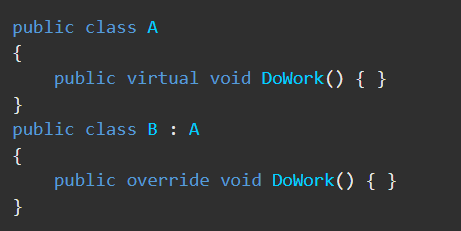 public class A
{
    public virtual void DoWork() { }
}
public class B : A
{
    public override void DoWork() { }
}